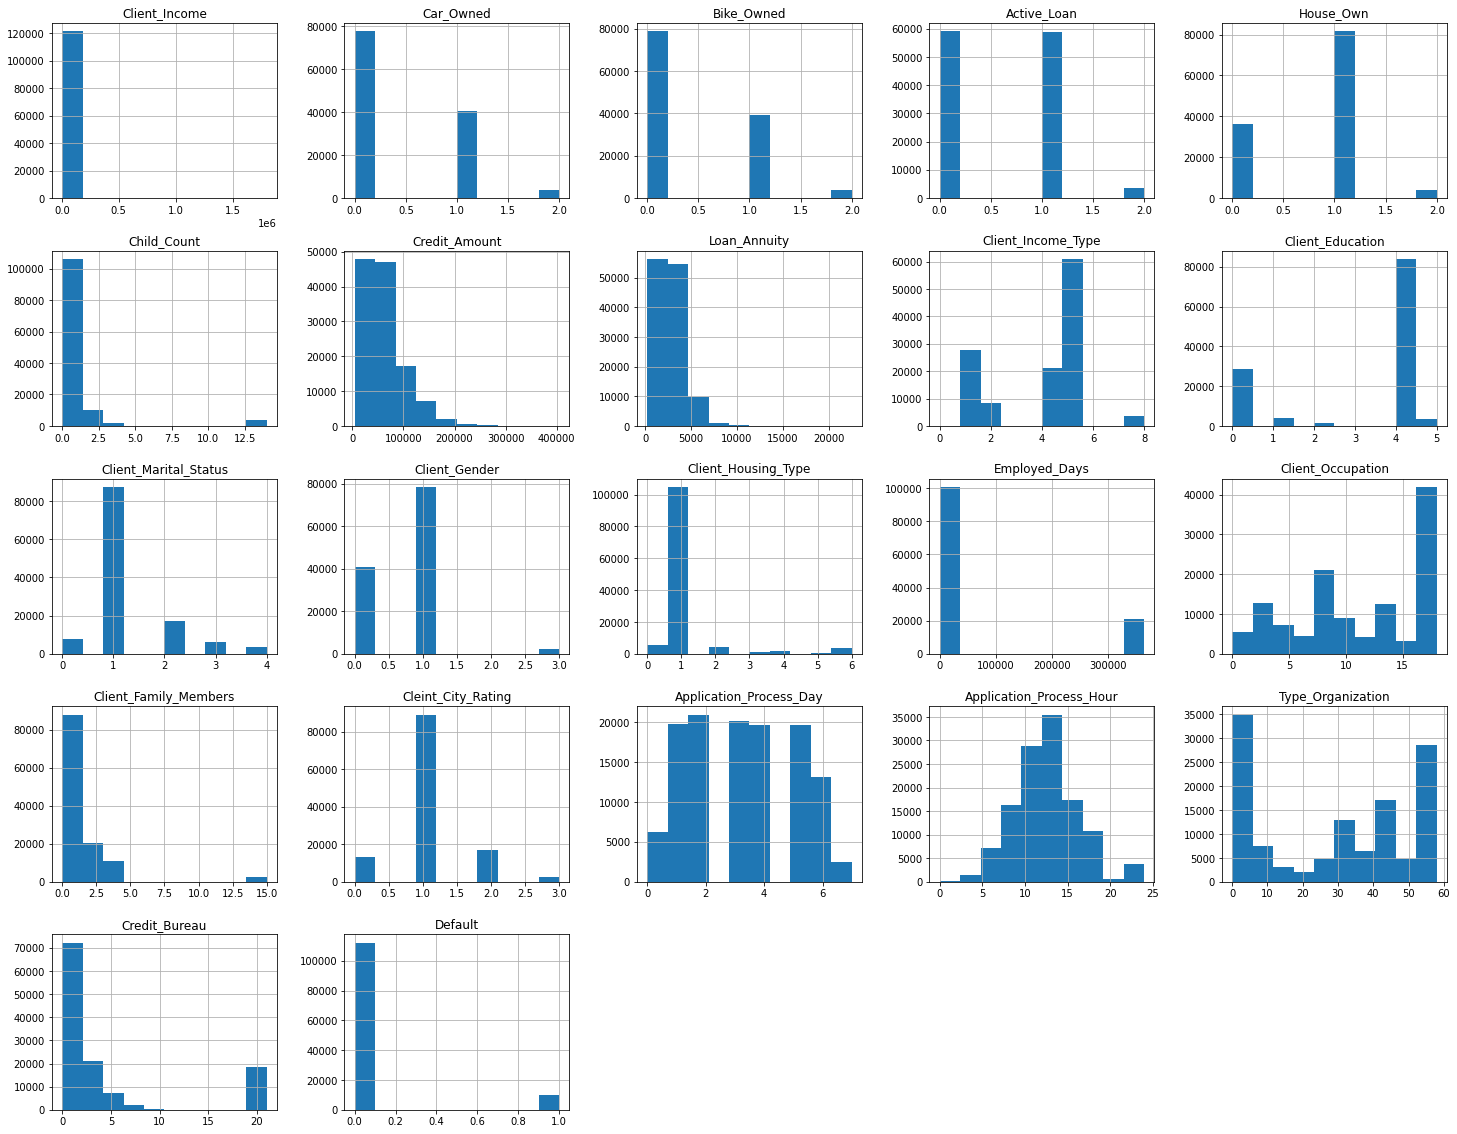 Client_Income Car_Owned Bike_Owned Active_Loan House_Own
120000 100000 80000 60000 40000 20000 0
0.0 0.5 1.0 1.5
1e6
80000 60000 40000 20000 0
0.0 0.5 1.0 1.5 2.0
80000 60000 40000 20000 0
0.0 0.5 1.0 1.5 2.0
60000 50000 40000 30000 20000 10000 0
0.0 0.5 1.0 1.5 2.0
80000 60000 40000 20000 0
0.0 0.5 1.0 1.5 2.0
Child_Count Credit_Amount Loan_Annuity Client_Income_Type Client_Education
100000 80000 60000 40000 20000 0
0.0 2.5 5.0 7.5 10.0 12.5
50000 40000 30000 20000 10000 0
0 100000 200000 300000 400000
50000 40000 30000 20000 10000 0
0 5000 10000 15000 20000
60000 50000 40000 30000 20000 10000 0
0 2 4 6 8
80000 60000 40000 20000 0
0 1 2 3 4 5
Client_Marital_Status Client_Gender Client_Housing_Type Employed_Days Client_Occupation
80000 60000 40000 20000 0
0 1 2 3 4
80000 60000 40000 20000 0
0.0 0.5 1.0 1.5 2.0 2.5 3.0
100000 80000 60000 40000 20000 0
0 1 2 3 4 5 6
100000 80000 60000 40000 20000 0
0 100000 200000 300000
40000 30000 20000 10000 0
0 5 10 15
Client_Family_Members Cleint_City_Rating Application_Process_Day Application_Process_Hour Type_Organization
80000 60000 40000 20000 0
0.0 2.5 5.0 7.5 10.0 12.5 15.0
80000 60000 40000 20000 0
0.0 0.5 1.0 1.5 2.0 2.5 3.0
20000 15000 10000 5000 0
0 2 4 6
35000 30000 25000 20000 15000 10000 5000 0
0 5 10 15 20 25
35000 30000 25000 20000 15000 10000 5000 0
0 10 20 30 40 50 60
Credit_Bureau Default
70000 60000 50000 40000 30000 20000 10000 0
0 5 10 15 20
100000 80000 60000 40000 20000 0
0.0 0.2 0.4 0.6 0.8 1.0